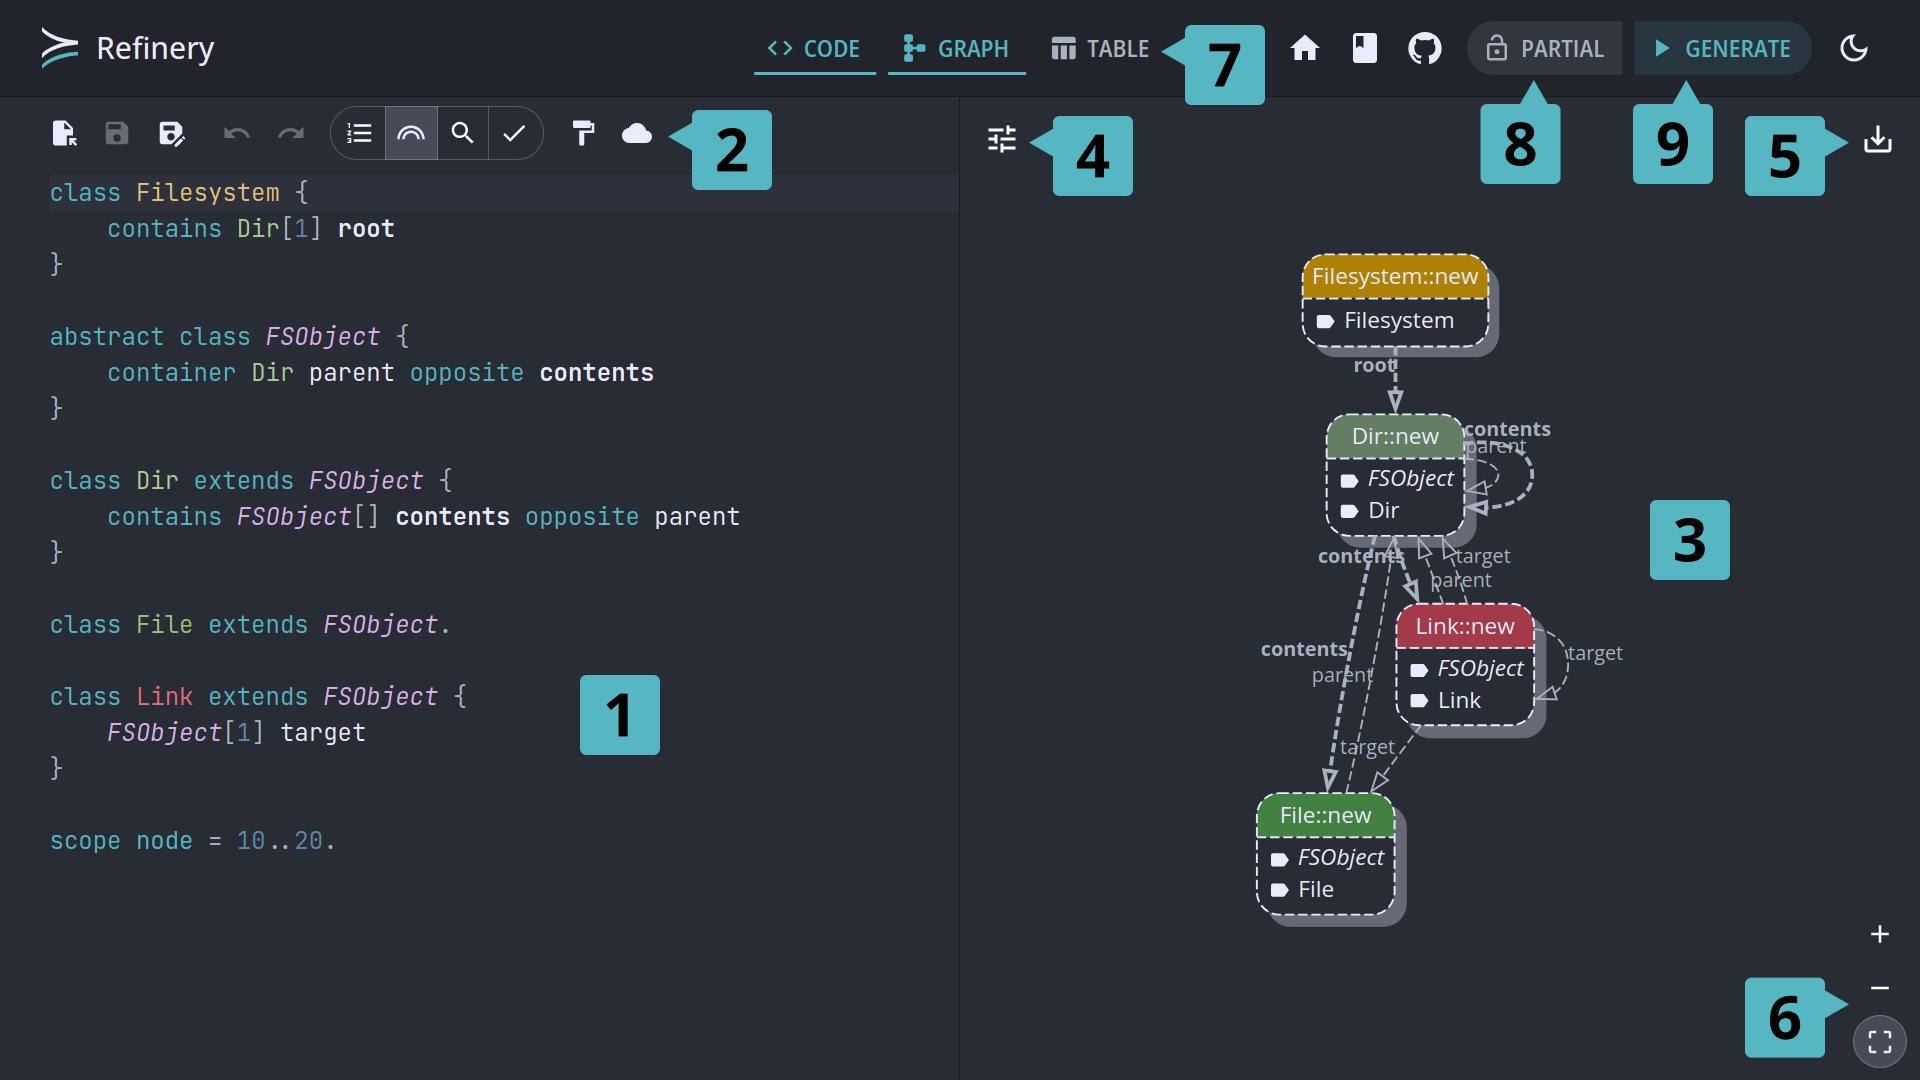 Refinery
CODE
GRAPH
TABLE
7
PARTIAL
GENERATE
2
4
8
9
5
class Filesystem {
    contains Dir[1] root
}
abstract class FSObject {
    container Dir parent opposite contents
}
class Dir extends FSObject {
    contains FSObject[] contents opposite parent
}
class File extends FSObject.
class Link extends FSObject {
    FSObject[1] target
}
scope node = 10..20.
1
Filesystem::new
Filesystem
root
Dir::new
contents
parent
FSObject
Dir
contents
target
parent
3
Link::new
contents
target
parent
FSObject
Link
target
File::new
FSObject
File
6